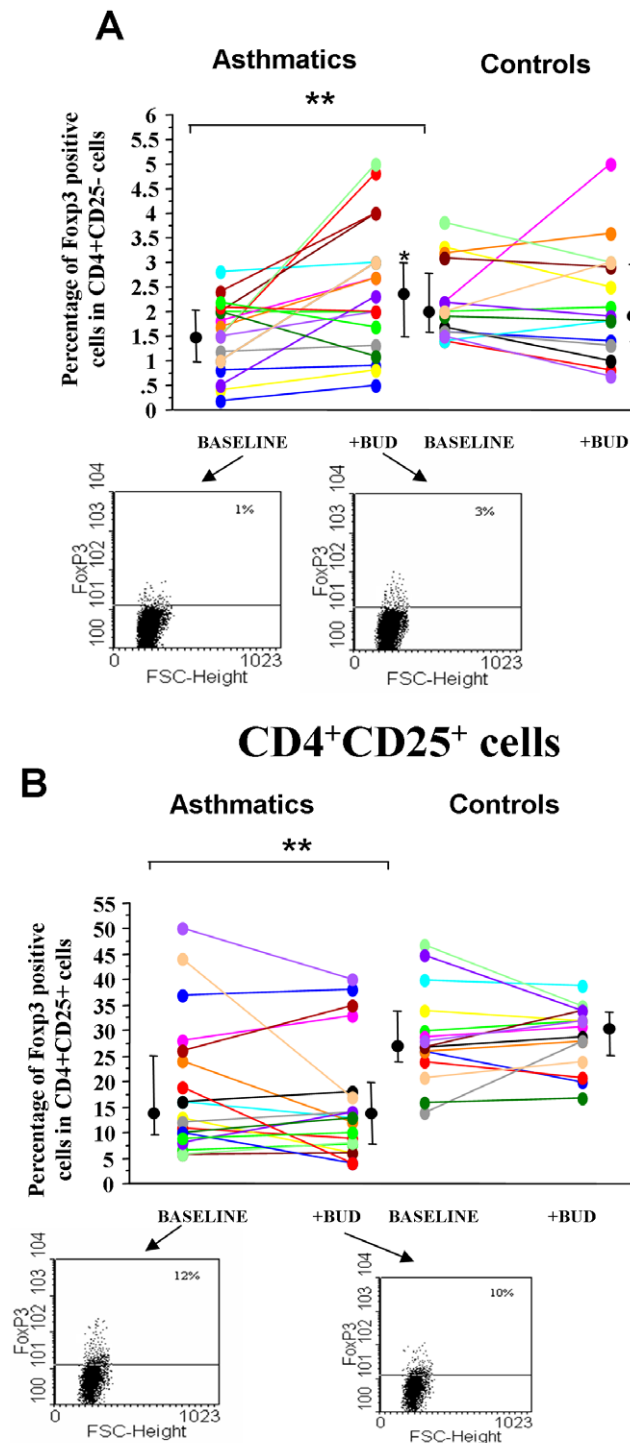 A
Asthmatics Controls
**
Percentage of Foxp3 positive
cells in CD4+CD25- cells
6
5.5
5
4.5
4
3.5
3
2.5
2
1.5
1
.5
0
*
BASELINE +BUD BASELINE +BUD
FoxP3
104
103
102
101
100
1%
0 1023
FSC-Height
FoxP3
104
103
102
101
100
3%
0 1023
FSC-Height
CD4+CD25+ cells
B
Asthmatics Controls
**
Percentage of Foxp3 positive
cells in CD4+CD25+ cells
55
50
45
40
35
30
25
20
15
10
5
0
BASELINE +BUD BASELINE +BUD
FoxP3
104
103
102
101
100
12%
0 1023
FSC-Height
FoxP3
104
103
102
101
100
10%
0 1023
FSC-Height